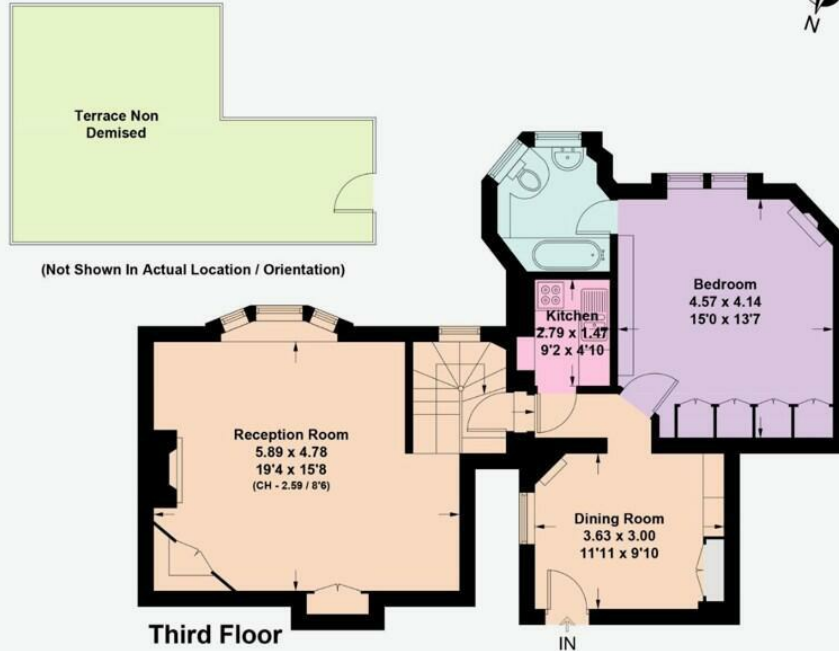 N
Terrace Non
Demised
(Not Shown In Actual Location / Orientation)
Bedroom
4.57 x 4.14
15'0 x 13'7
Kitchen
2.79 x 1.47
9'2 x 4'10
Reception Room
5.89 x 4.78
19'4 x 15'8
(CH - 2.59 / 8'6)
Dining Room
3.63 x 3.00
11'11 x 9'10
Third Floor
IN